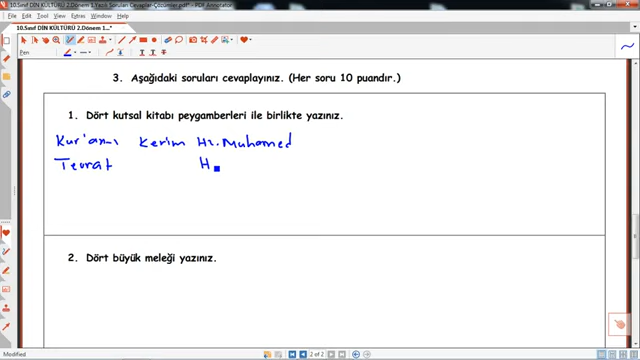 10.Sınıf DİN KÜLTÜRÜ 2.Dönem 1.Yazılı Soruları Cevaplar-Çözümler.pdf* - PDF Annotator
File Edit View Insert Tool Window Help
Pen
10.Sınıf DİN KÜLTÜRÜ 2.Dönem 1...*
3. Aşağıdaki soruları cevaplayınız. (Her soru 10 puandır.)
1. Dört kutsal kitabı peygamberleri ile birlikte yazınız.
Kur'an-ı Kerim Hz. Muhamed
Tevrat H
2. Dört büyük meleği yazınız.
Modified
2 of 2